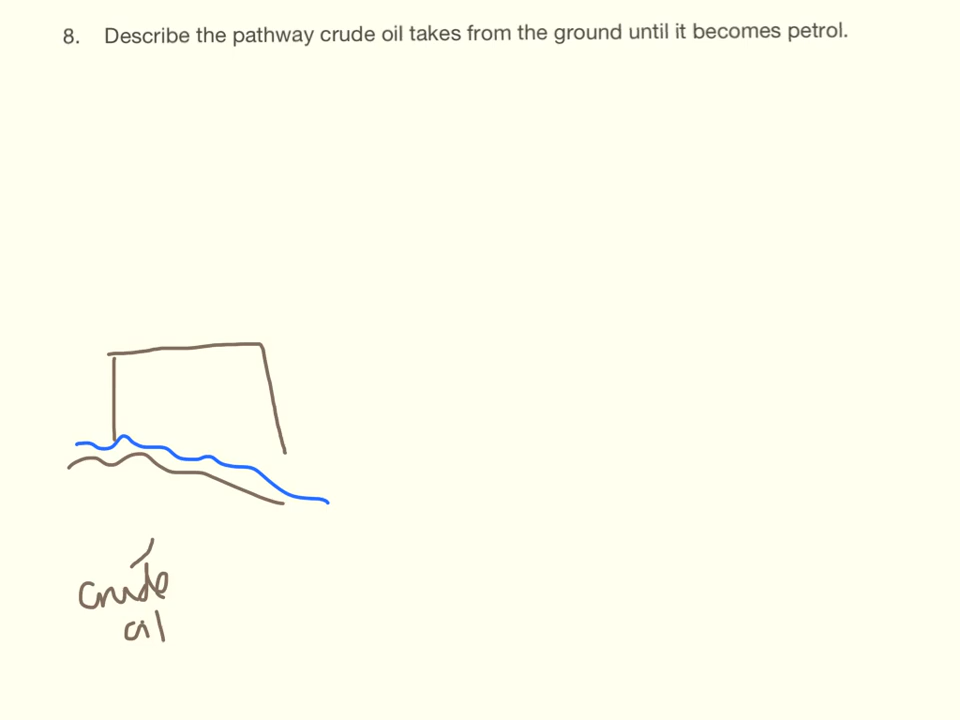 8. Describe the pathway crude oil takes from the ground until it becomes petrol.
crude
oil